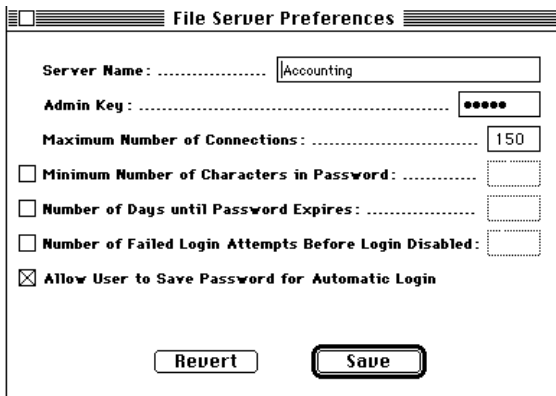 File Server Preferences
Server Name: .................. Accounting
Admin Key: ..................................................... •••••
Maximum Number of Connections: ........................... 150
Minimum Number of Characters in Password: .............
Number of Days until Password Expires: ..................
Number of Failed Login Attempts Before Login Disabled:
Allow User to Save Password for Automatic Login
Revert Save